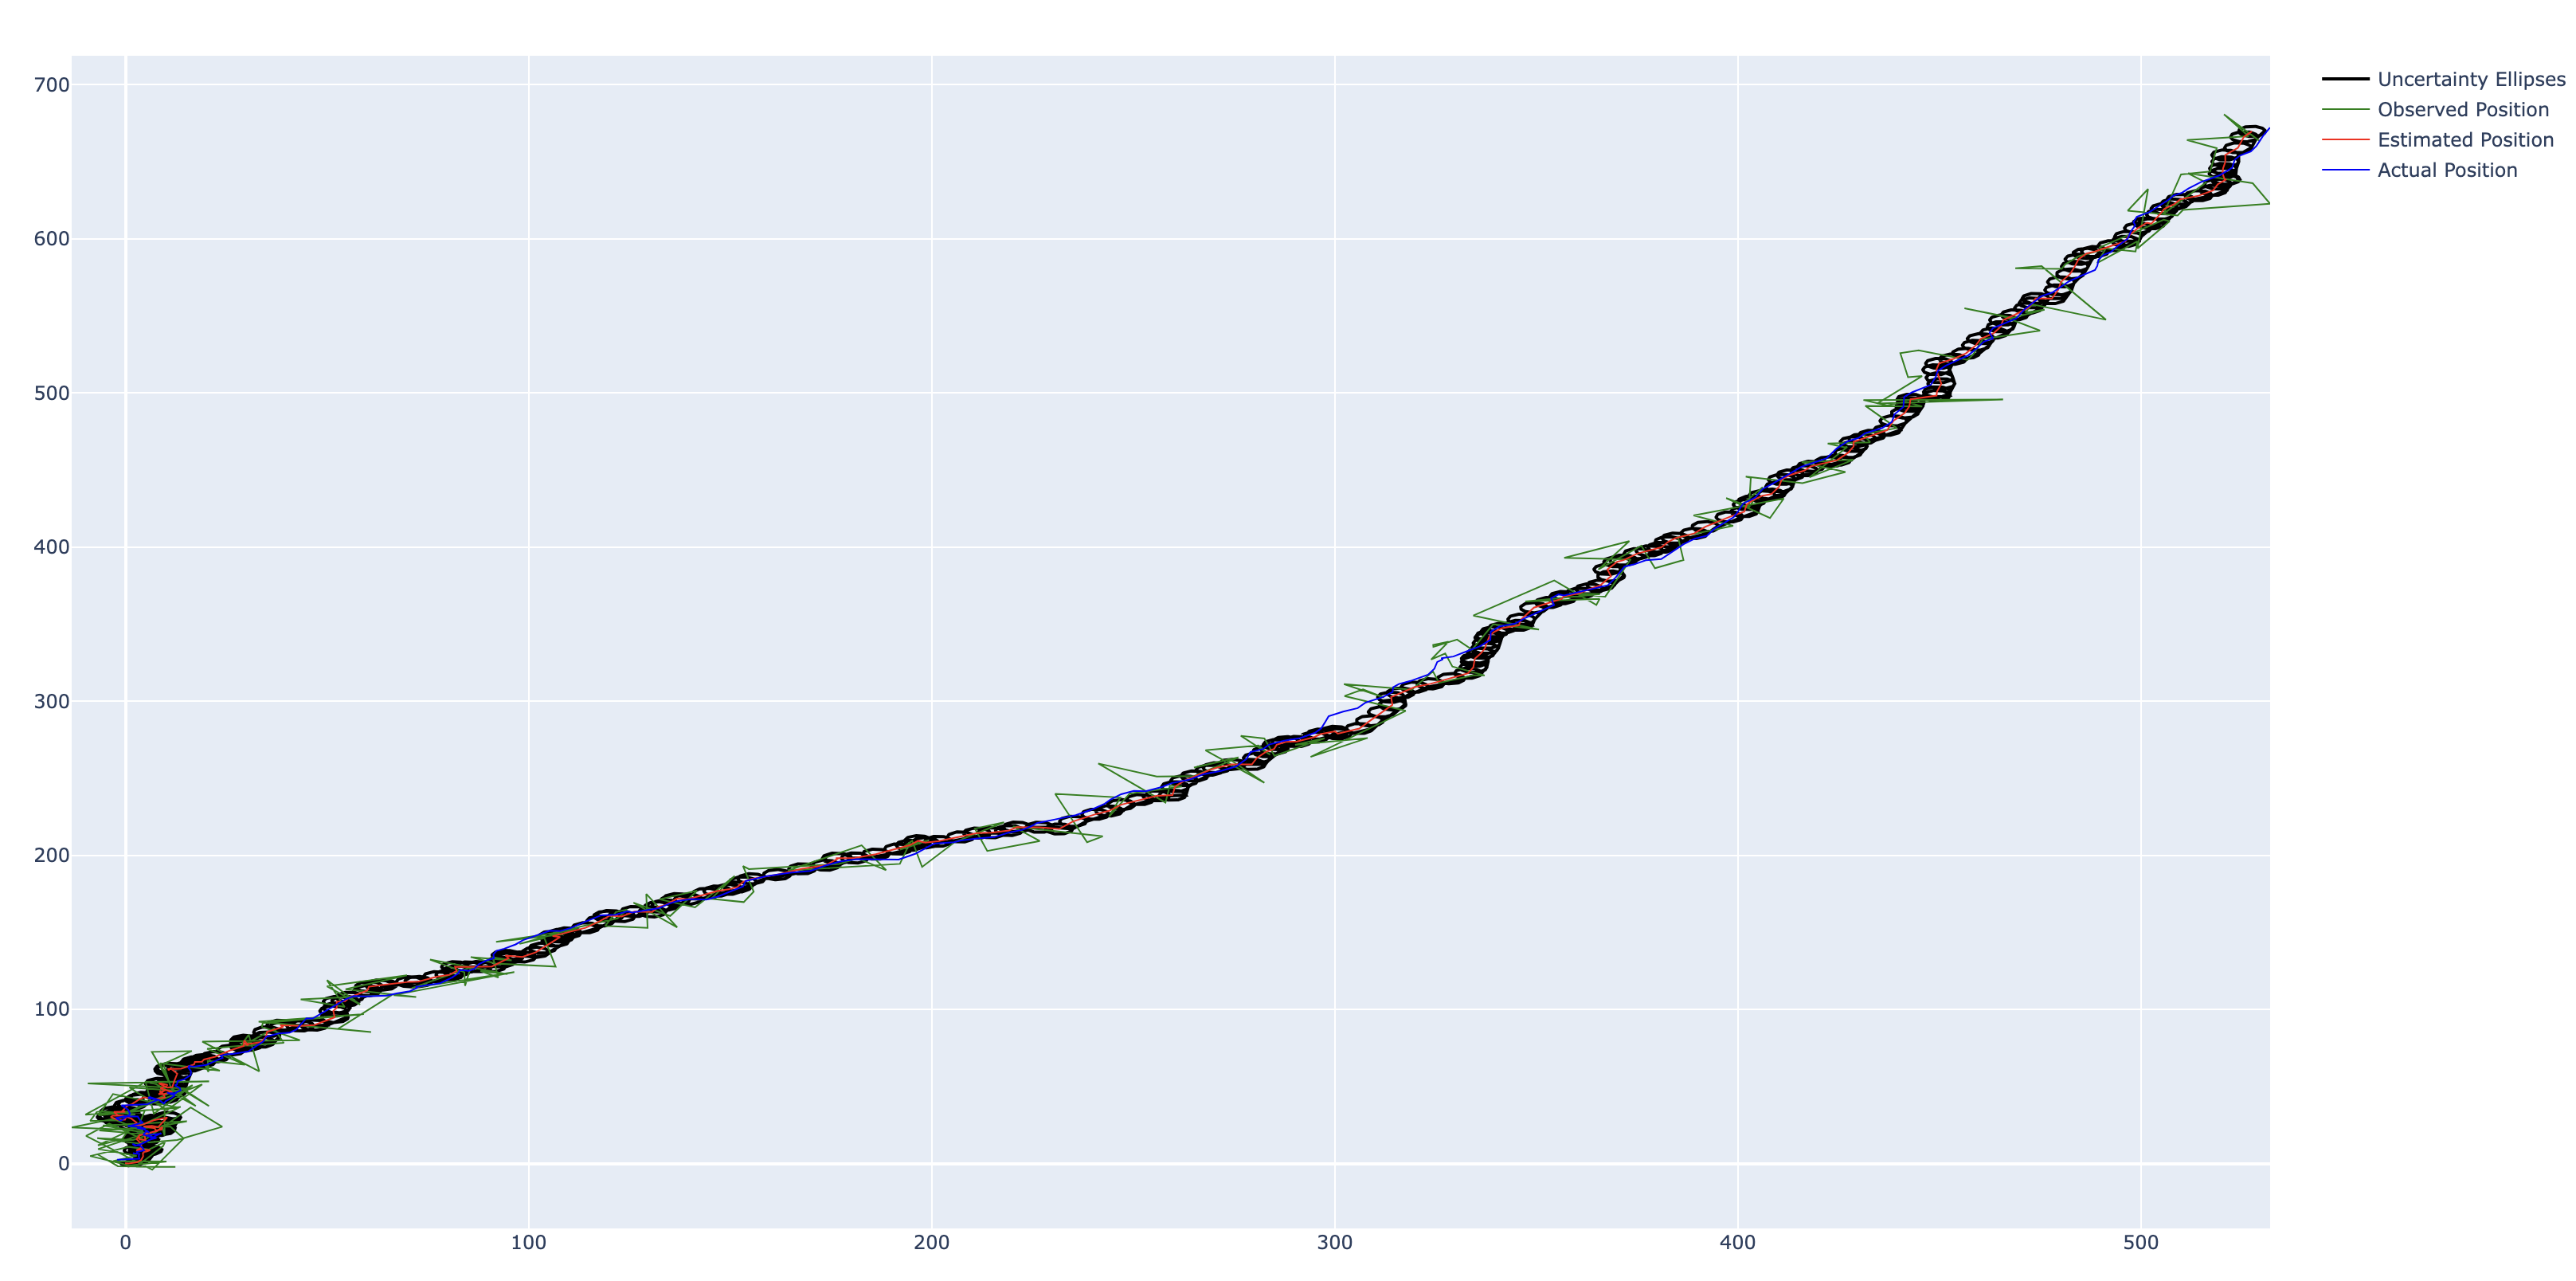 700
600
500
400
300
200
100
0
0 100 200 300 400 500
Uncertainty Ellipses
Observed Position
Estimated Position
Actual Position